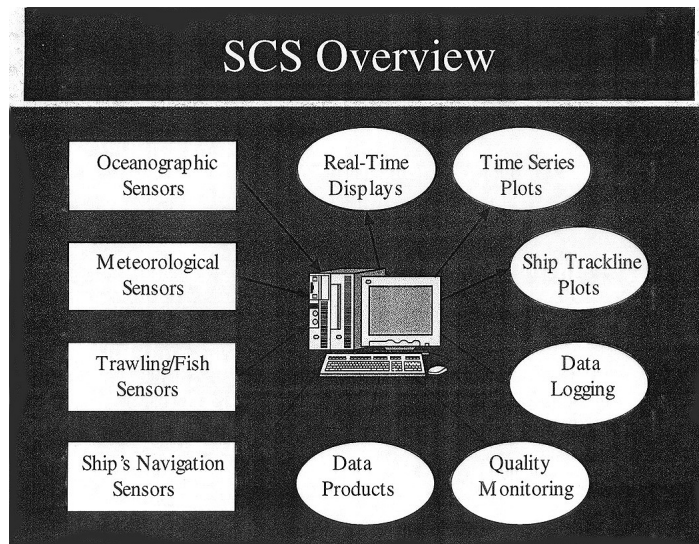 SCS Overview
Oceanographic
Sensors
Real-Time
Displays
Time Series
Plots
Meteorological
Sensors
Ship Trackline
Plots
Trawling/Fish
Sensors
Data
Logging
Ship's Navigation
Sensors
Data
Products
Quality
Monitoring